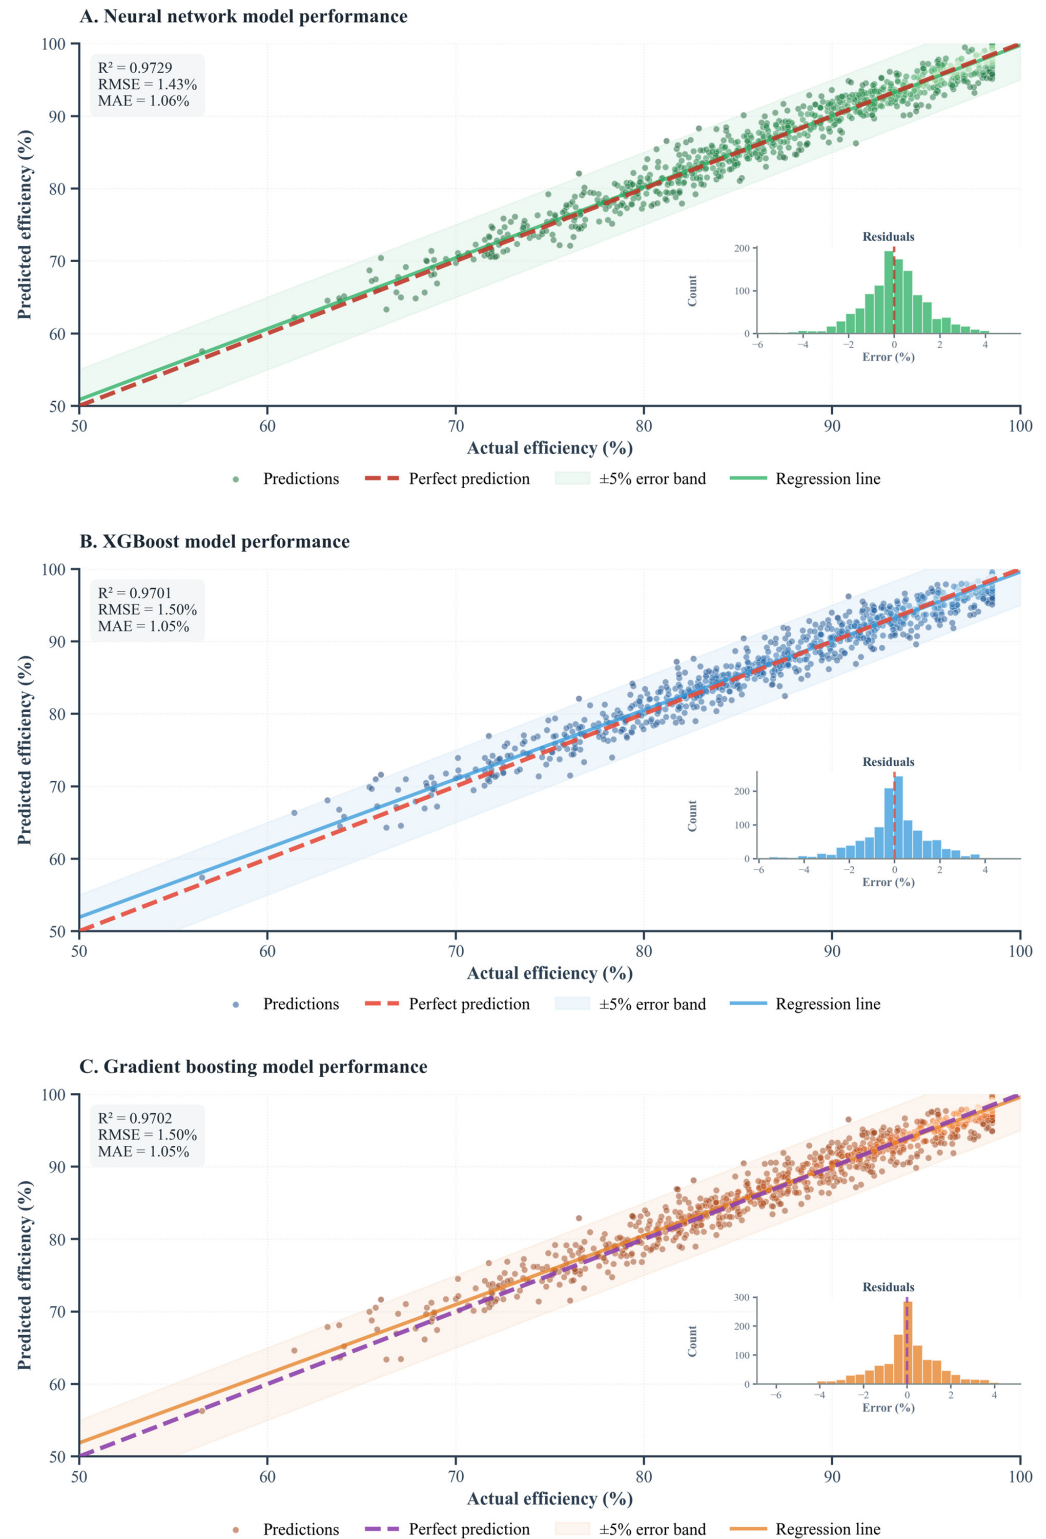 A. Neural network model performance
R² = 0.9729
RMSE = 1.43%
MAE = 1.06%
Predicted efficiency (%)
100
90
80
70
60
50
Residuals
Count
200
100
0
−6 −4 −2 0 2 4
Error (%)
50 60 70 80 90 100
Actual efficiency (%)
Predictions Perfect prediction ±5% error band Regression line
B. XGBoost model performance
R² = 0.9701
RMSE = 1.50%
MAE = 1.05%
Predicted efficiency (%)
100
90
80
70
60
50
Residuals
Count
200
100
0
−6 −4 −2 0 2 4
Error (%)
50 60 70 80 90 100
Actual efficiency (%)
Predictions Perfect prediction ±5% error band Regression line
C. Gradient boosting model performance
R² = 0.9702
RMSE = 1.50%
MAE = 1.05%
Predicted efficiency (%)
100
90
80
70
60
50
Residuals
Count
300
200
100
0
−6 −4 −2 0 2 4
Error (%)
50 60 70 80 90 100
Actual efficiency (%)
Predictions Perfect prediction ±5% error band Regression line